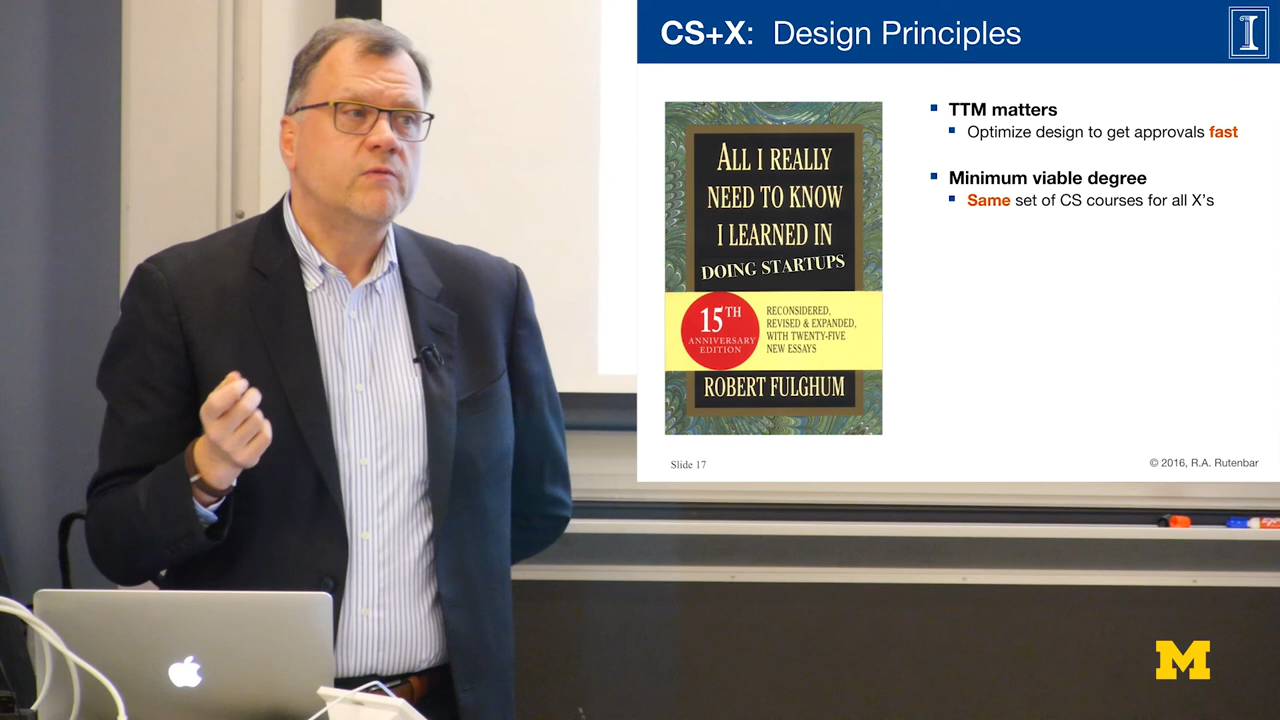 CS+X: Design Principles
I
TTM matters
Optimize design to get approvals fast
Minimum viable degree
Same set of CS courses for all X's
ALL I REALLY
NEED TO KNOW
I LEARNED IN
DOING STARTUPS
15TH
ANNIVERSARY
EDITION
RECONSIDERED,
REVISED & EXPANDED,
WITH TWENTY-FIVE
NEW ESSAYS
ROBERT FULGHUM
Slide 17
© 2016, R.A. Rutenbar
M